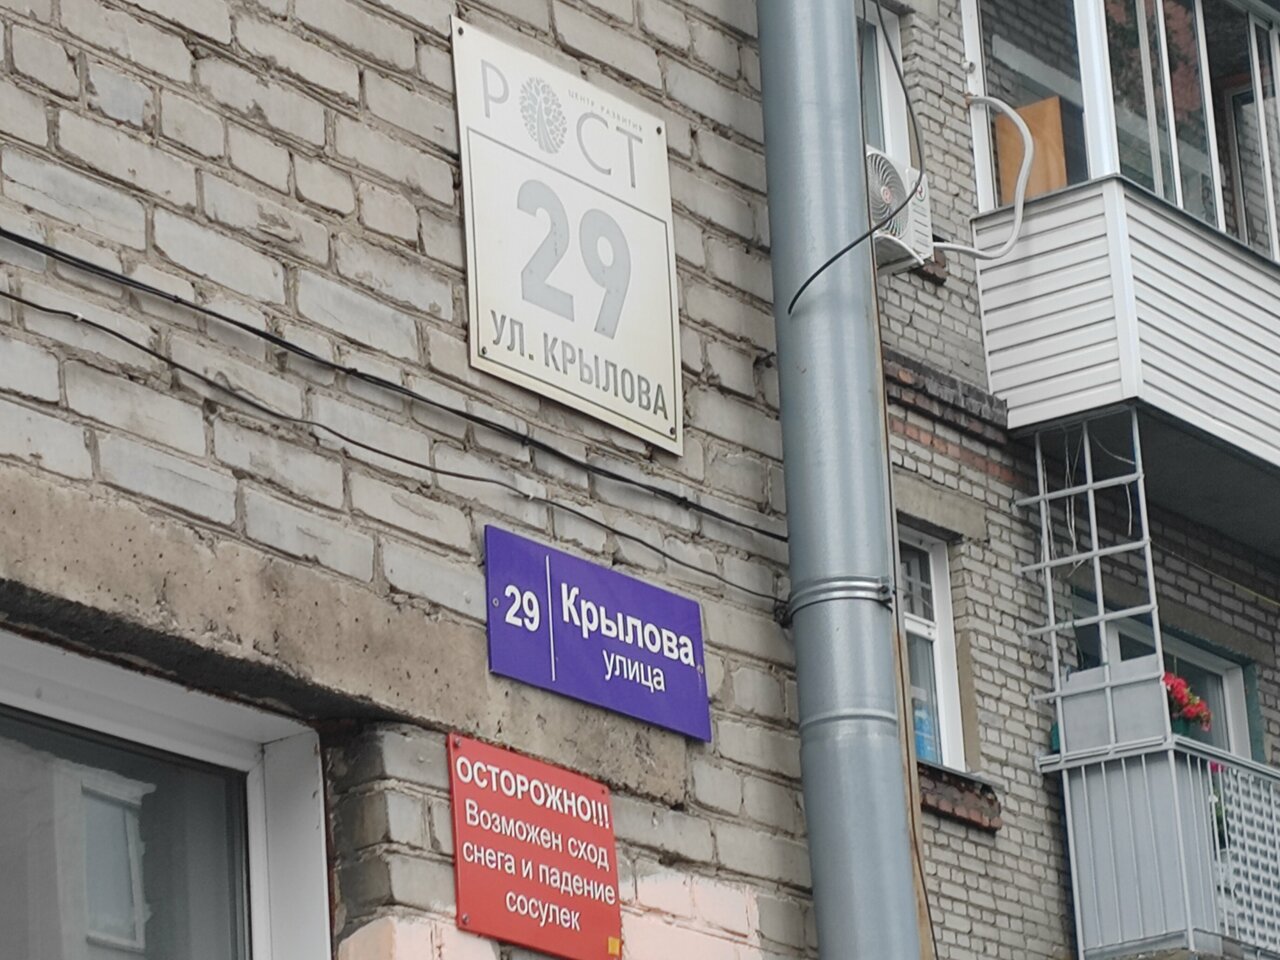 РОСТ
ЦЕНТР РАЗВИТИЯ
29
УЛ. КРЫЛОВА
29
Крылова
улица
ОСТОРОЖНО!!!
Возможен сход
снега и падение
сосулек